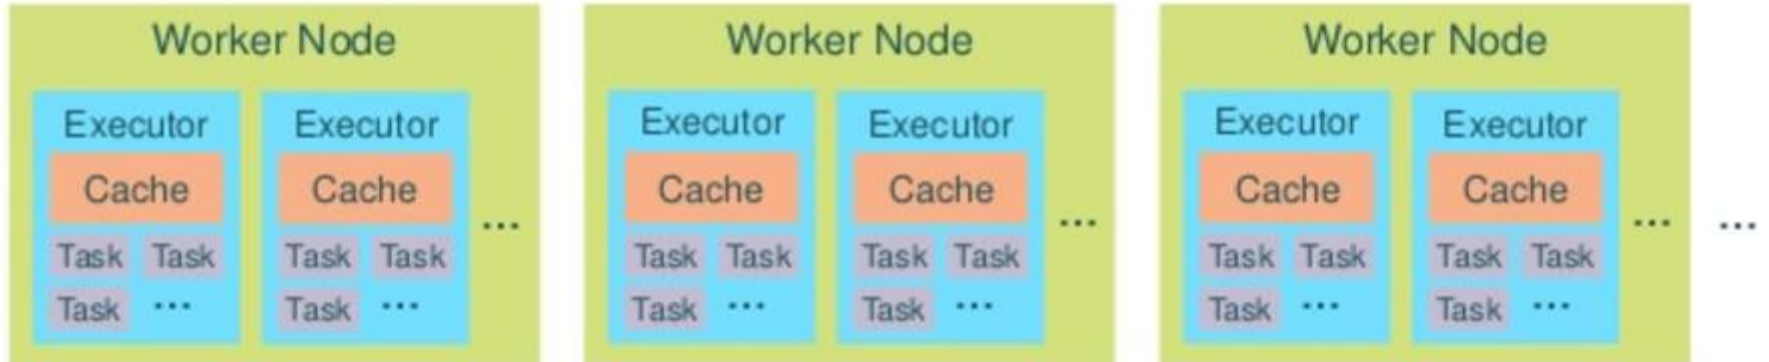 Worker Node
Executor
Cache
Task Task
Task ...
Executor
Cache
Task Task
Task ...
...
Worker Node
Executor
Cache
Task Task
Task ...
Executor
Cache
Task Task
Task ...
...
Worker Node
Executor
Cache
Task Task
Task ...
Executor
Cache
Task Task
Task ...
...
...